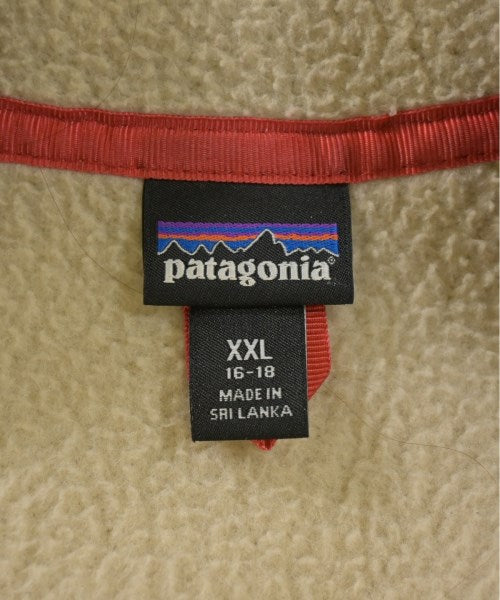 patagonia®
XXL
16-18
MADE IN
SRI LANKA